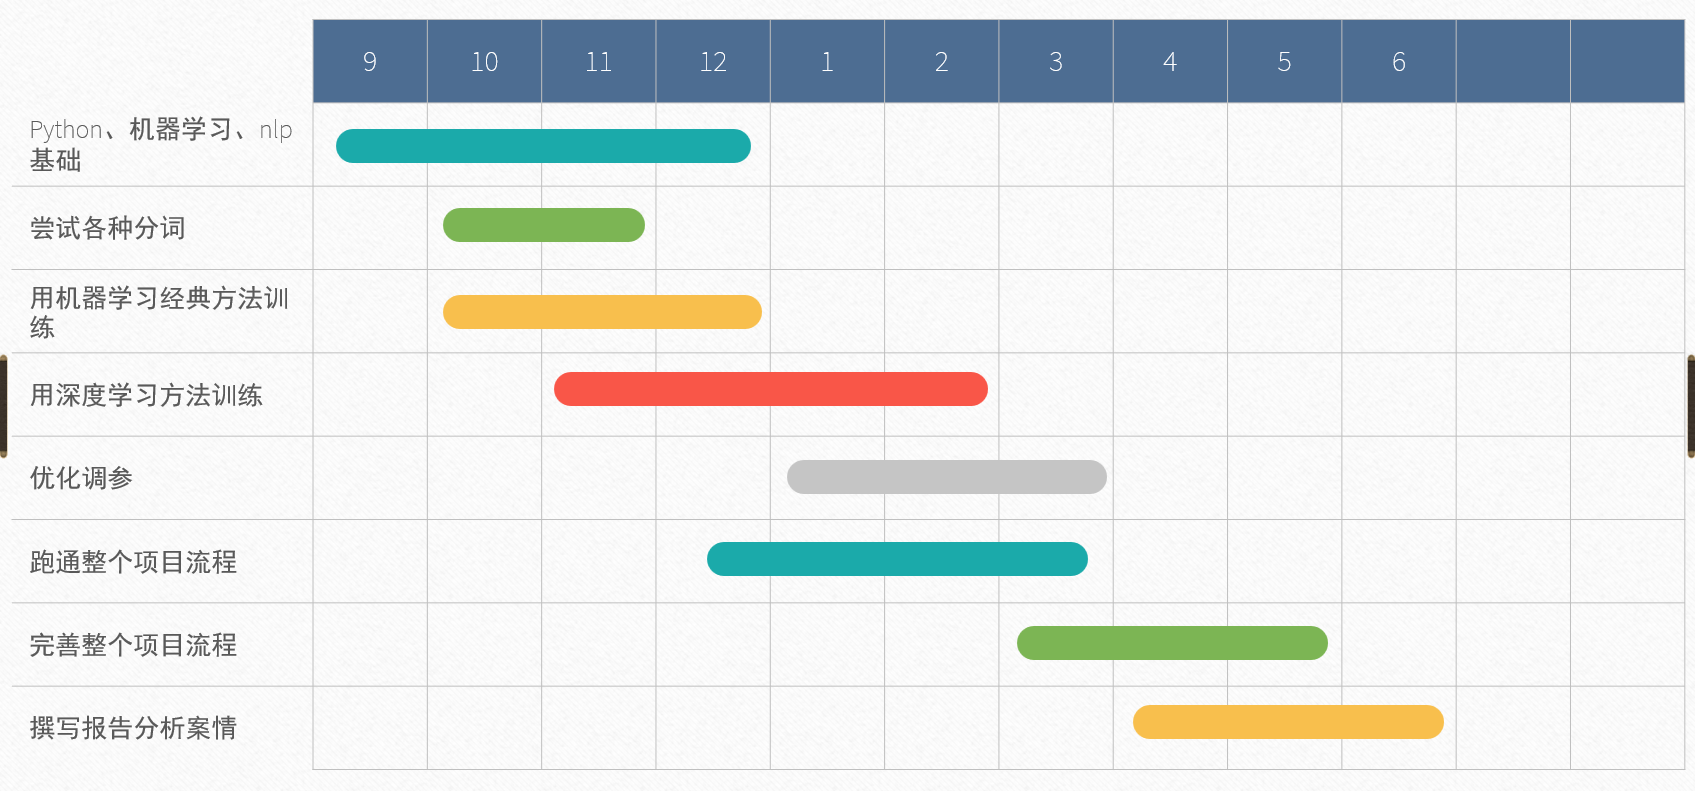 9 10 11 12 1 2 3 4 5 6
Python、机器学习、nlp
基础
尝试各种分词
用机器学习经典方法训
练
用深度学习方法训练
优化调参
跑通整个项目流程
完善整个项目流程
撰写报告分析案情